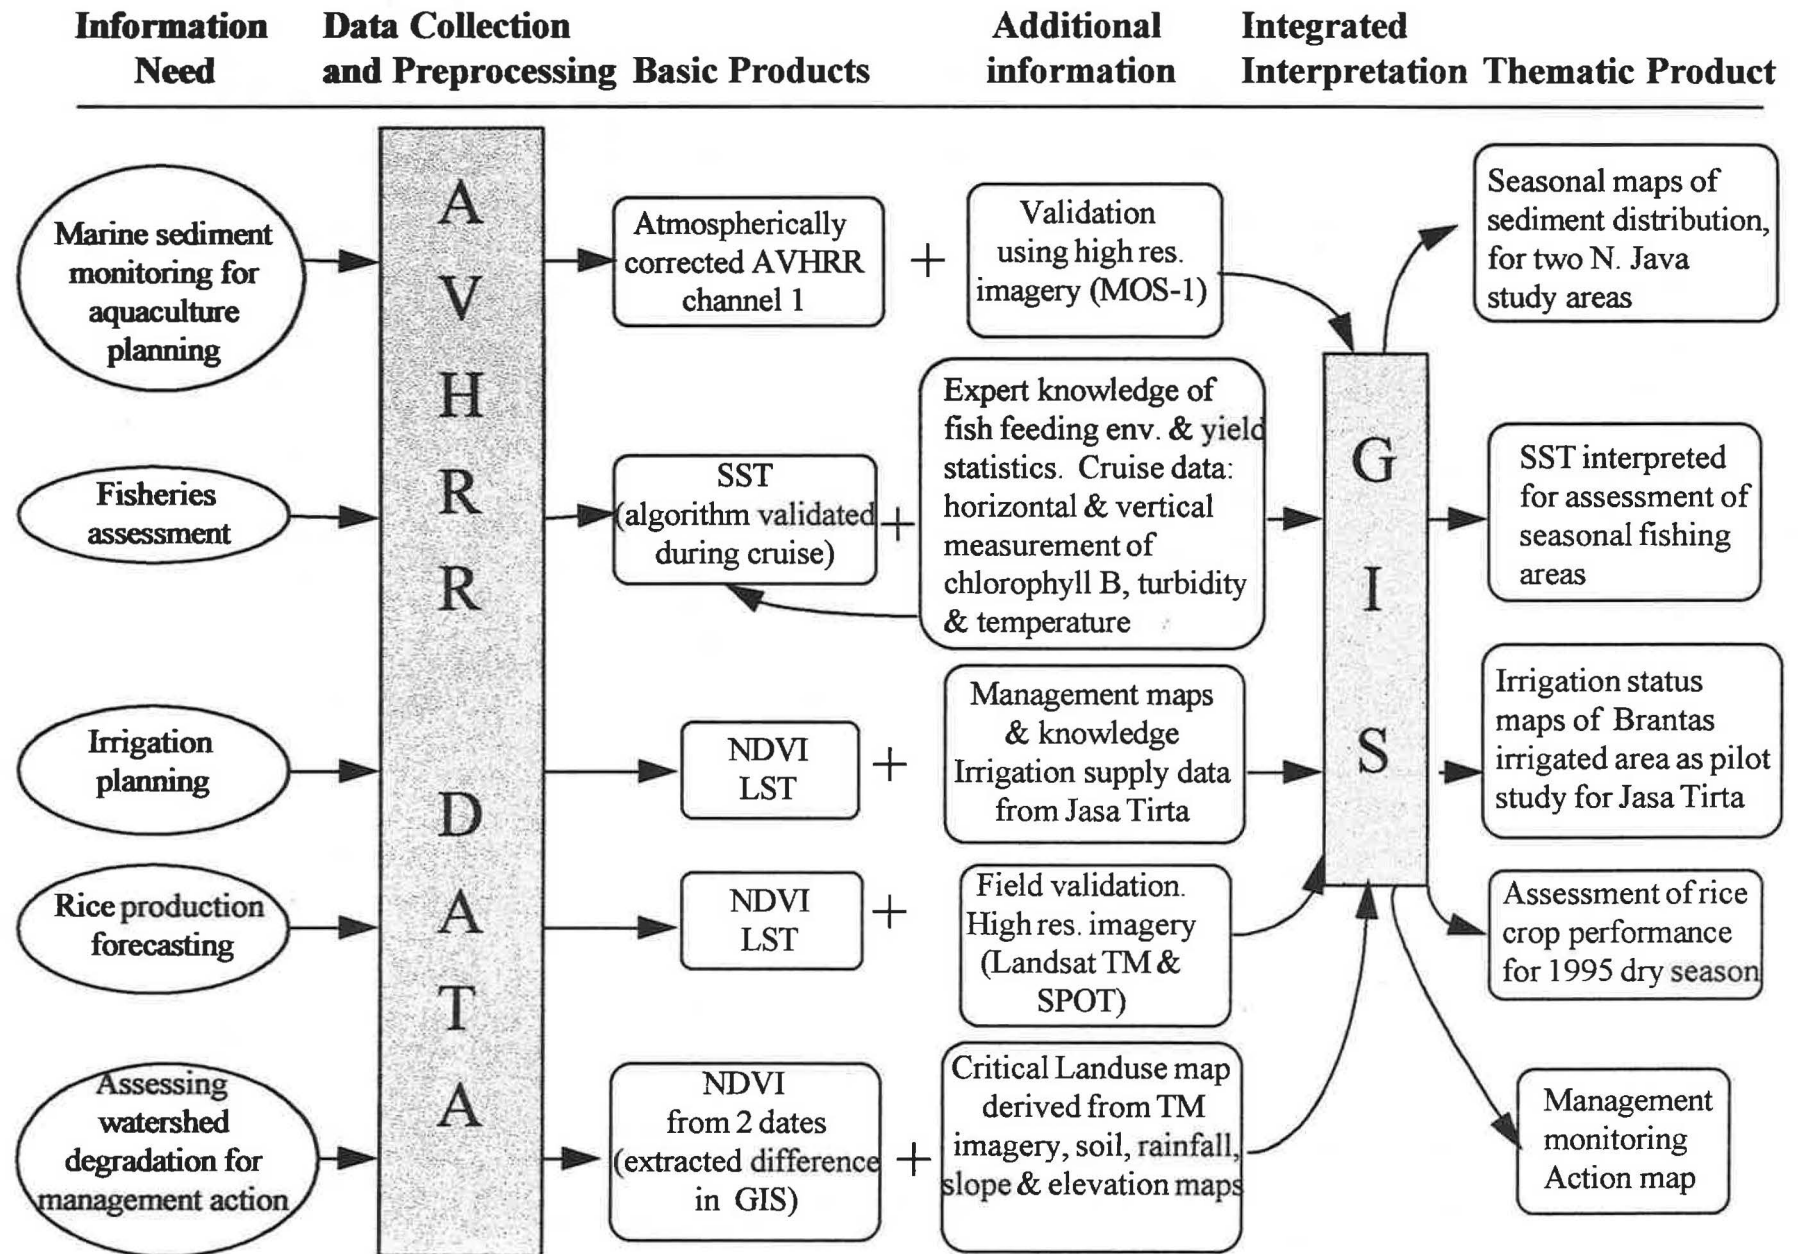 Information
Need
Data Collection
and Preprocessing
Basic Products
Additional
information
Integrated
Interpretation
Thematic Product
Marine sediment
monitoring for
aquaculture
planning
Fisheries
assessment
Irrigation
planning
Rice production
forecasting
Assessing
watershed
degradation for
management action
A
V
H
R
R
D
A
T
A
Atmospherically
corrected AVHRR
channel 1
+
Validation
using high res.
imagery (MOS-1)
Seasonal maps of
sediment distribution,
for two N. Java
study areas
SST
(algorithm validated
during cruise)
+
Expert knowledge of
fish feeding env. & yield
statistics. Cruise data:
horizontal & vertical
measurement of
chlorophyll B, turbidity
& temperature
G
I
S
SST interpreted
for assessment of
seasonal fishing
areas
NDVI
LST
+
Management maps
& knowledge
Irrigation supply data
from Jasa Tirta
Irrigation status
maps of Brantas
irrigated area as pilot
study for Jasa Tirta
NDVI
LST
+
Field validation.
High res. imagery
(Landsat TM &
SPOT)
Assessment of rice
crop performance
for 1995 dry season
NDVI
from 2 dates
(extracted difference
in GIS)
+
Critical Landuse map
derived from TM
imagery, soil, rainfall,
slope & elevation maps
Management
monitoring
Action map